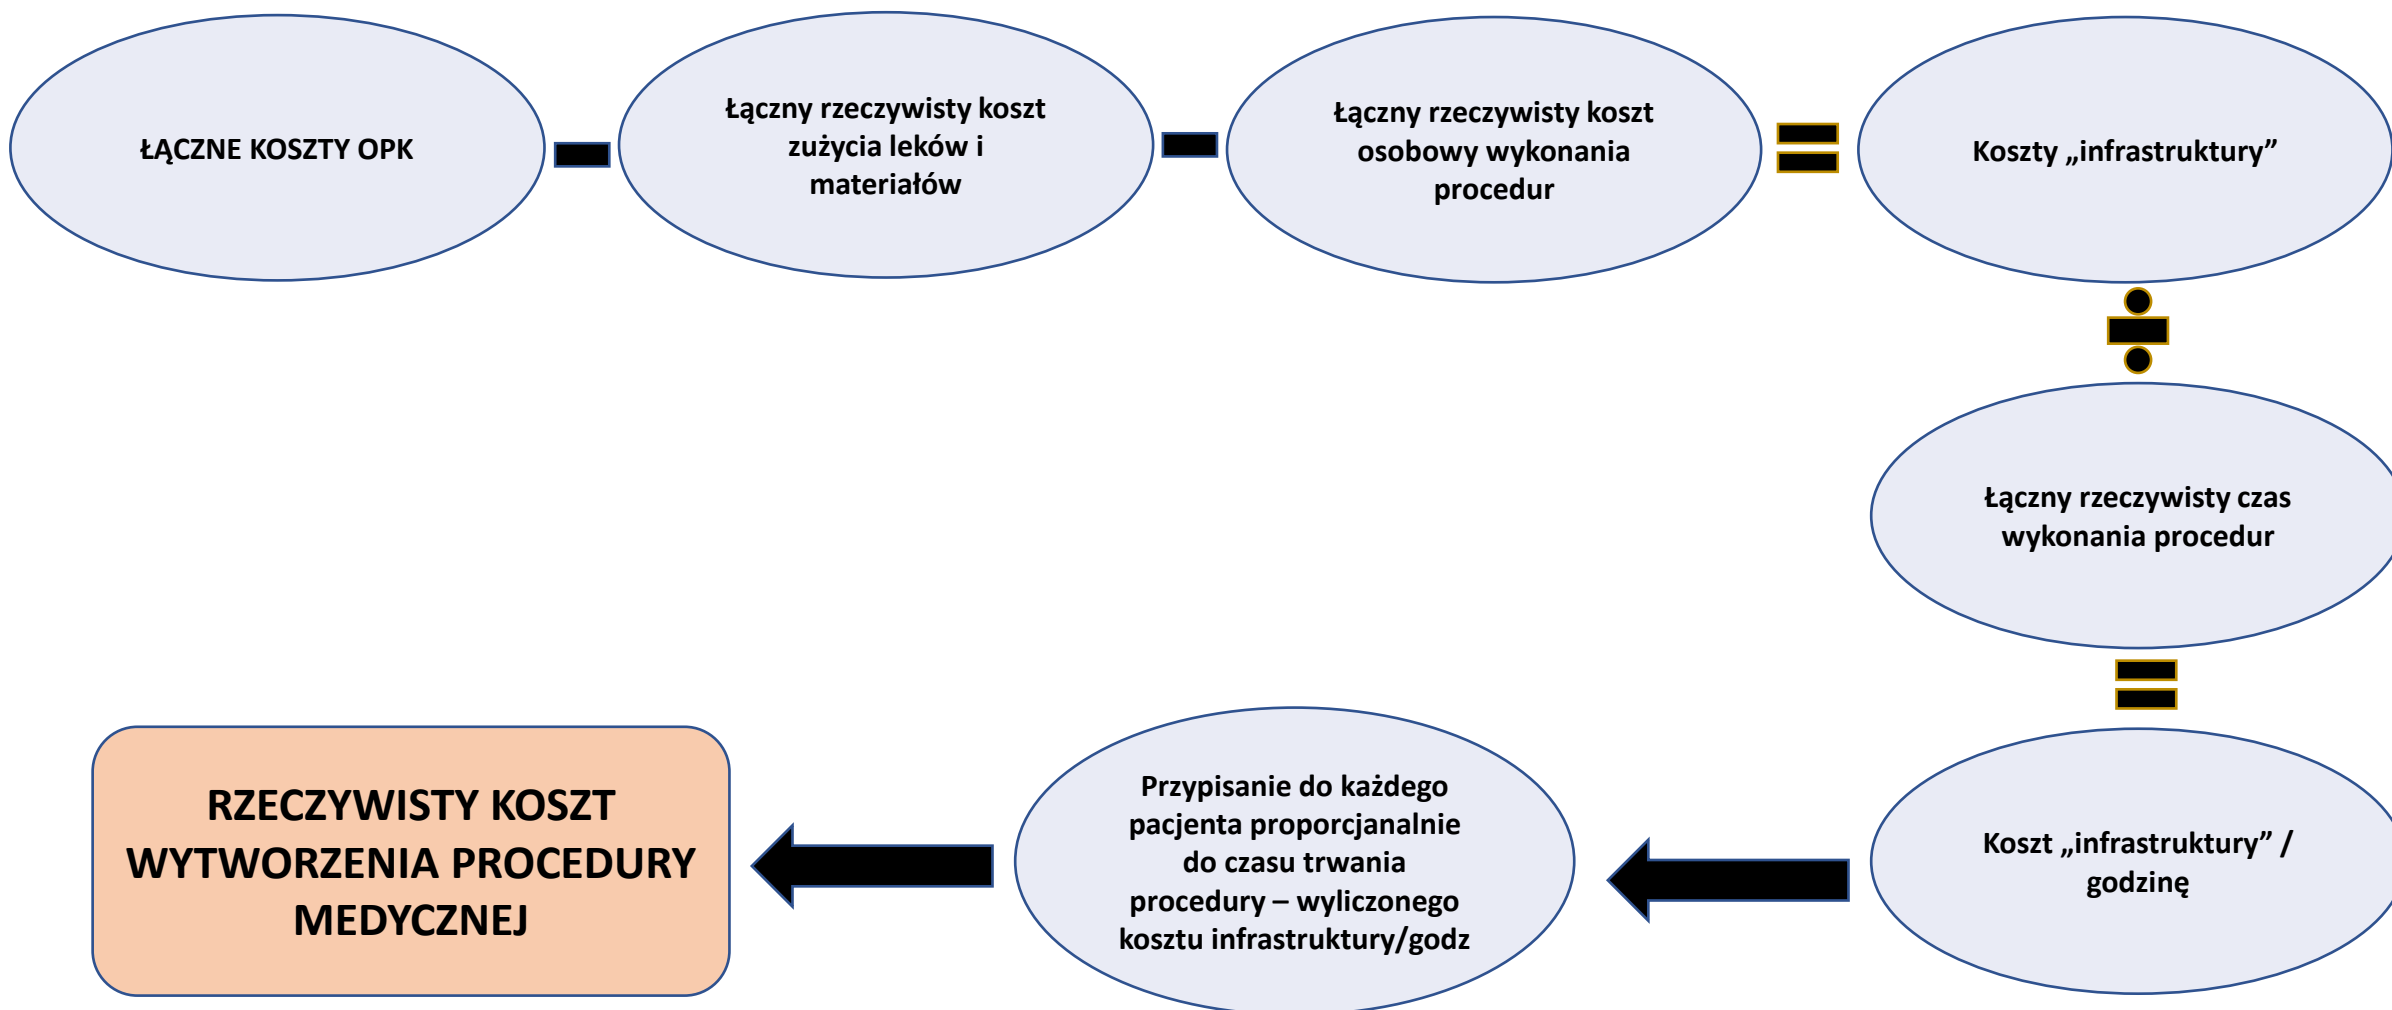 ŁĄCZNE KOSZTY OPK
Łączny rzeczywisty koszt
zużycia leków i
materiałów
Łączny rzeczywisty koszt
osobowy wykonania
procedur
Koszty „infrastruktury”
Łączny rzeczywisty czas
wykonania procedur
Koszt „infrastruktury” /
godzinę
Przypisanie do każdego
pacjenta proporcjanalnie
do czasu trwania
procedury – wyliczonego
kosztu infrastruktury/godz
RZECZYWISTY KOSZT
WYTWORZENIA PROCEDURY
MEDYCZNEJ